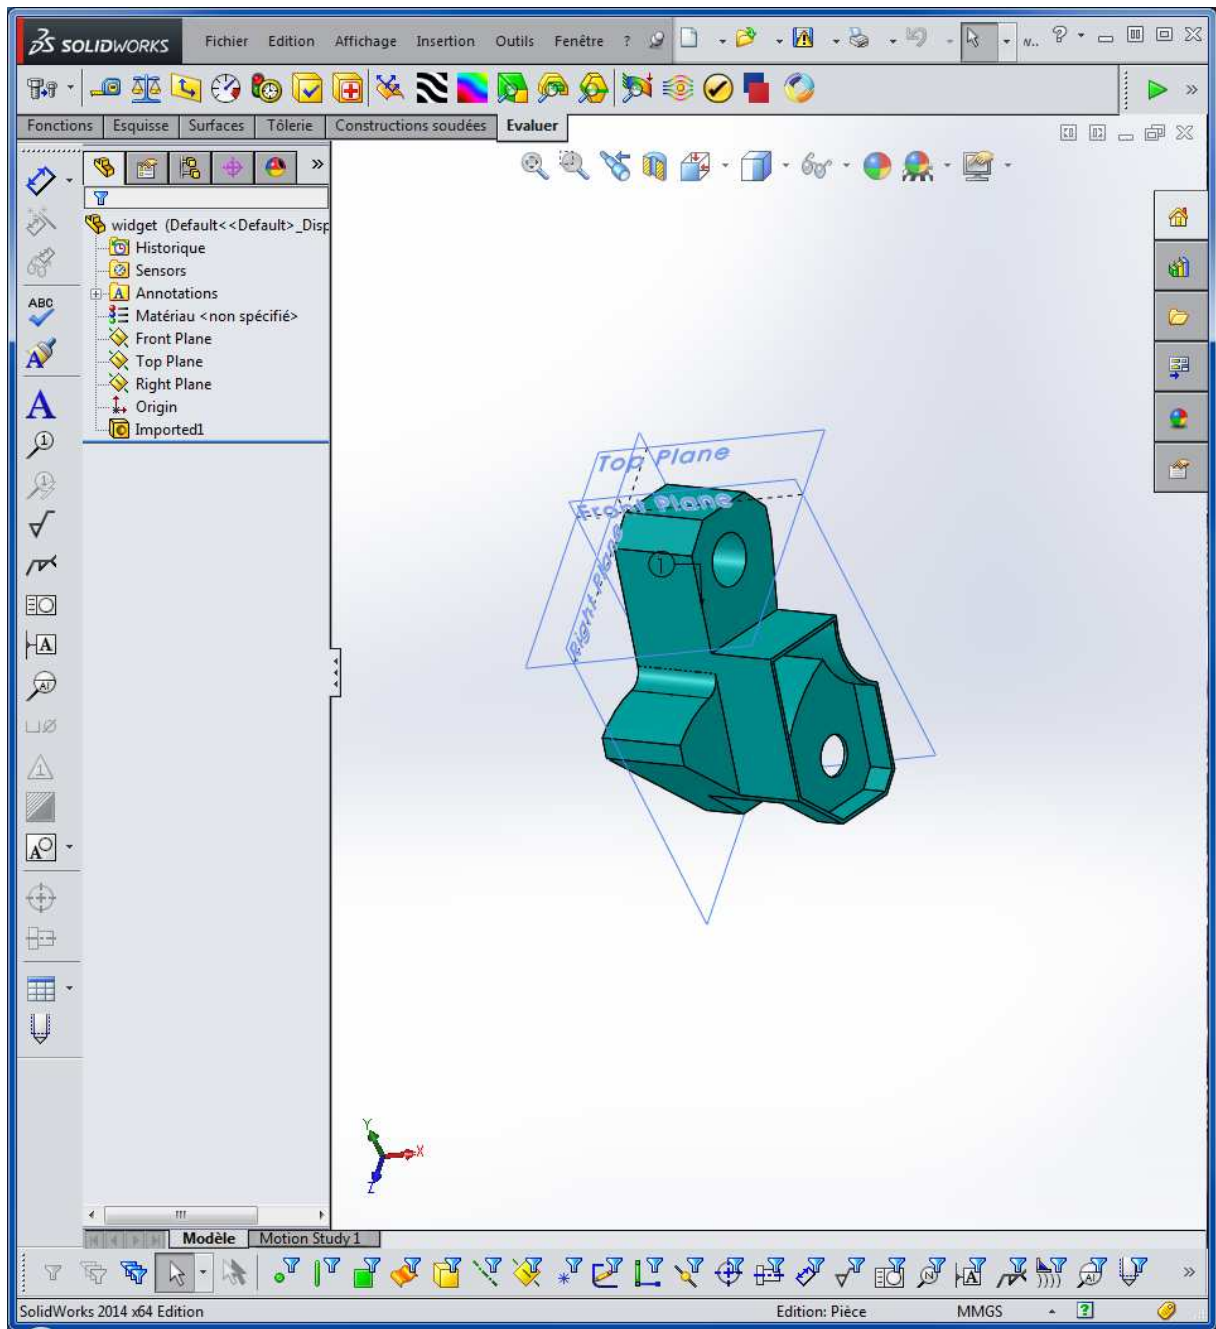 SOLIDWORKS Fichier Edition Affichage Insertion Outils Fenêtre ? N..
Fonctions Esquisse Surfaces Tôlerie Constructions soudées Evaluer
widget (Default<<Default>_Disp
Historique
Sensors
Annotations
Matériau <non spécifié>
Front Plane
Top Plane
Right Plane
Origin
Imported1
ABC
Top Plane
Front Plane
Right Plane
1
Y
X
Z
Modèle Motion Study 1
SolidWorks 2014 x64 Edition Edition: Pièce MMGS